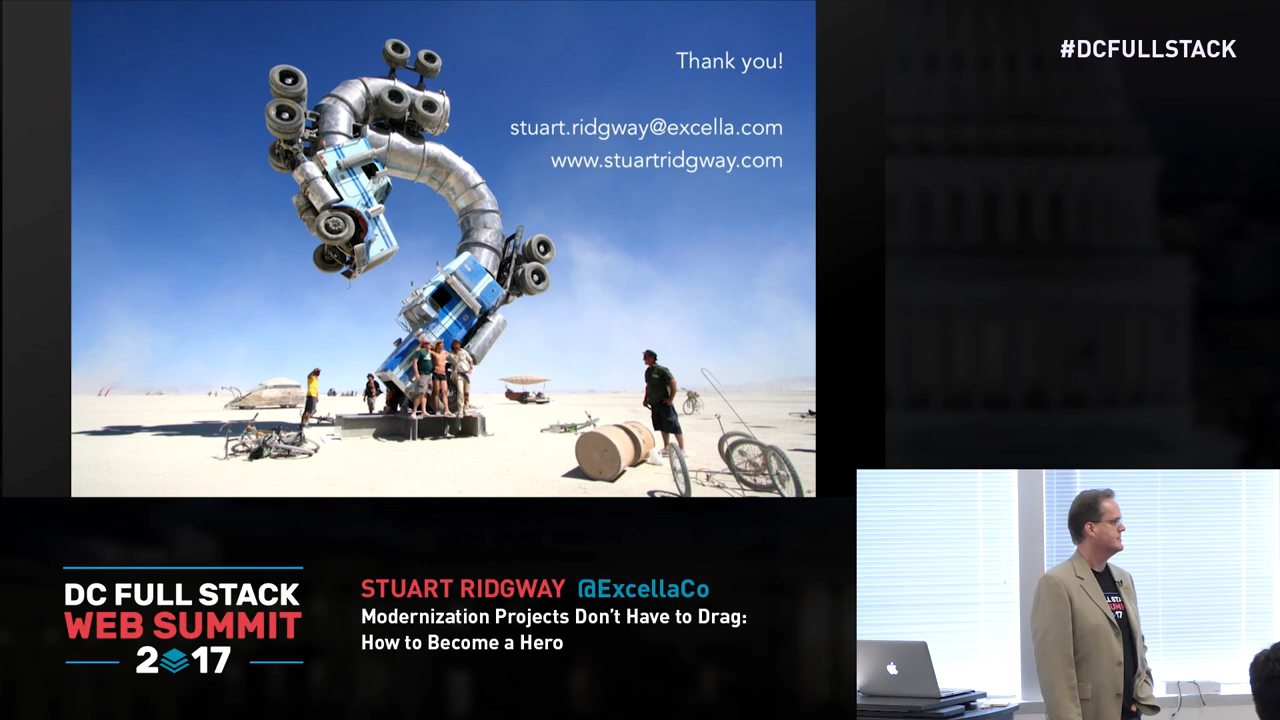 Thank you!
stuart.ridgway@excella.com
www.stuartridgway.com
#DCFULLSTACK
DC FULL STACK
WEB SUMMIT
2017
STUART RIDGWAY @ExcellaCo
Modernization Projects Don't Have to Drag:
How to Become a Hero